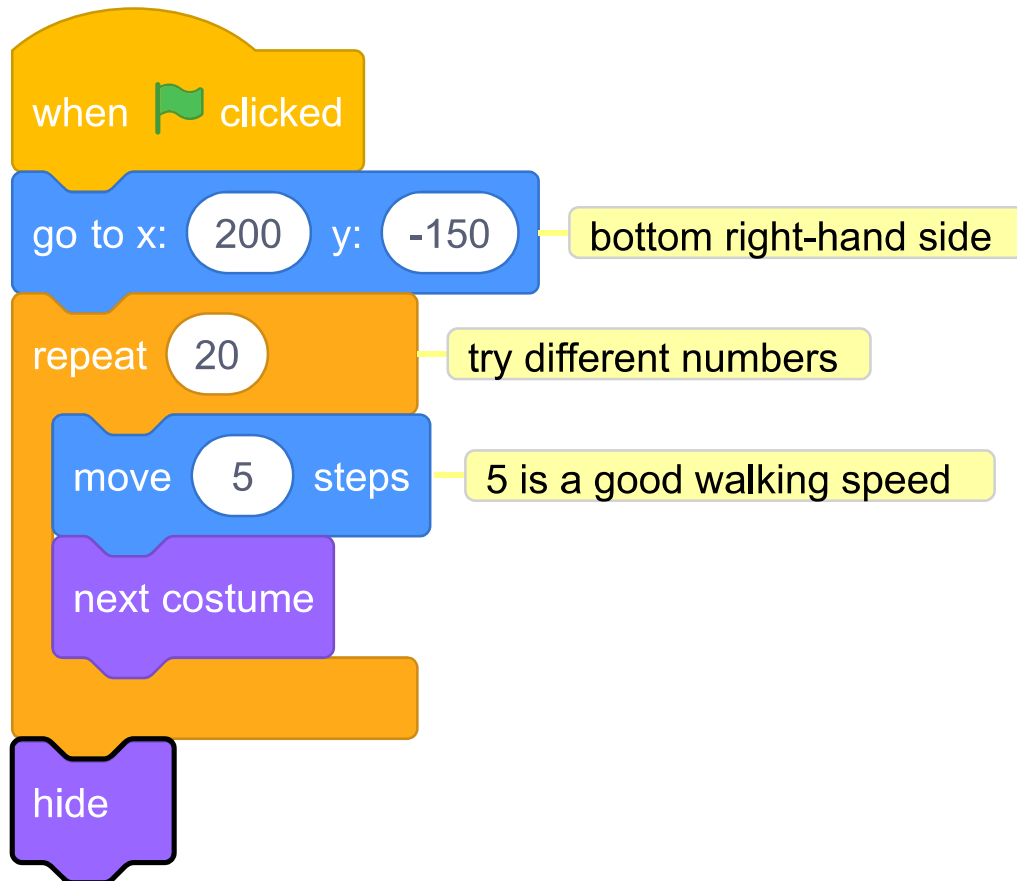 when clicked
go to x: 200 y: -150 bottom right-hand side
repeat 20 try different numbers
move 5 steps 5 is a good walking speed
next costume
hide